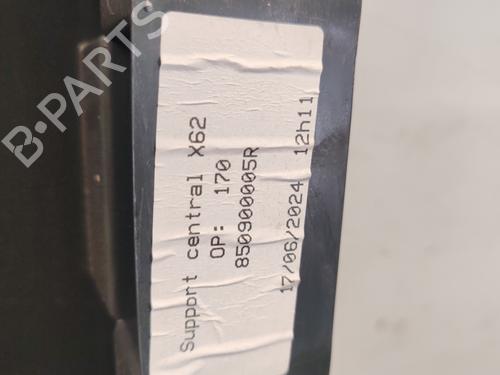 B-PARTS
Support central X62
OP: 170
850900005R
17/06/2024 12h11